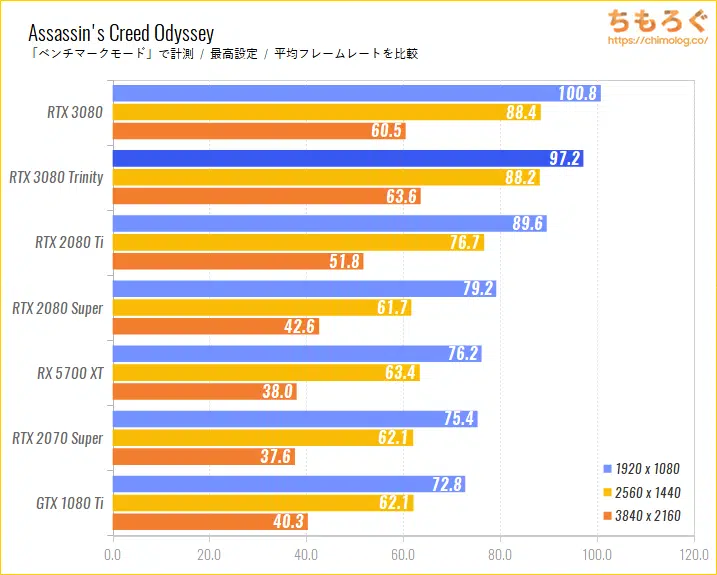 Assassin's Creed Odyssey
「ベンチマークモード」で計測 / 最高設定 / 平均フレームレートを比較
ちもろぐ
https://chimolog.co/
RTX 3080
100.8
88.4
60.5
RTX 3080 Trinity
97.2
88.2
63.6
RTX 2080 Ti
89.6
76.7
51.8
RTX 2080 Super
79.2
61.7
42.6
RX 5700 XT
76.2
63.4
38.0
RTX 2070 Super
75.4
62.1
37.6
GTX 1080 Ti
72.8
62.1
40.3
1920 x 1080
2560 x 1440
3840 x 2160
0.0 20.0 40.0 60.0 80.0 100.0 120.0